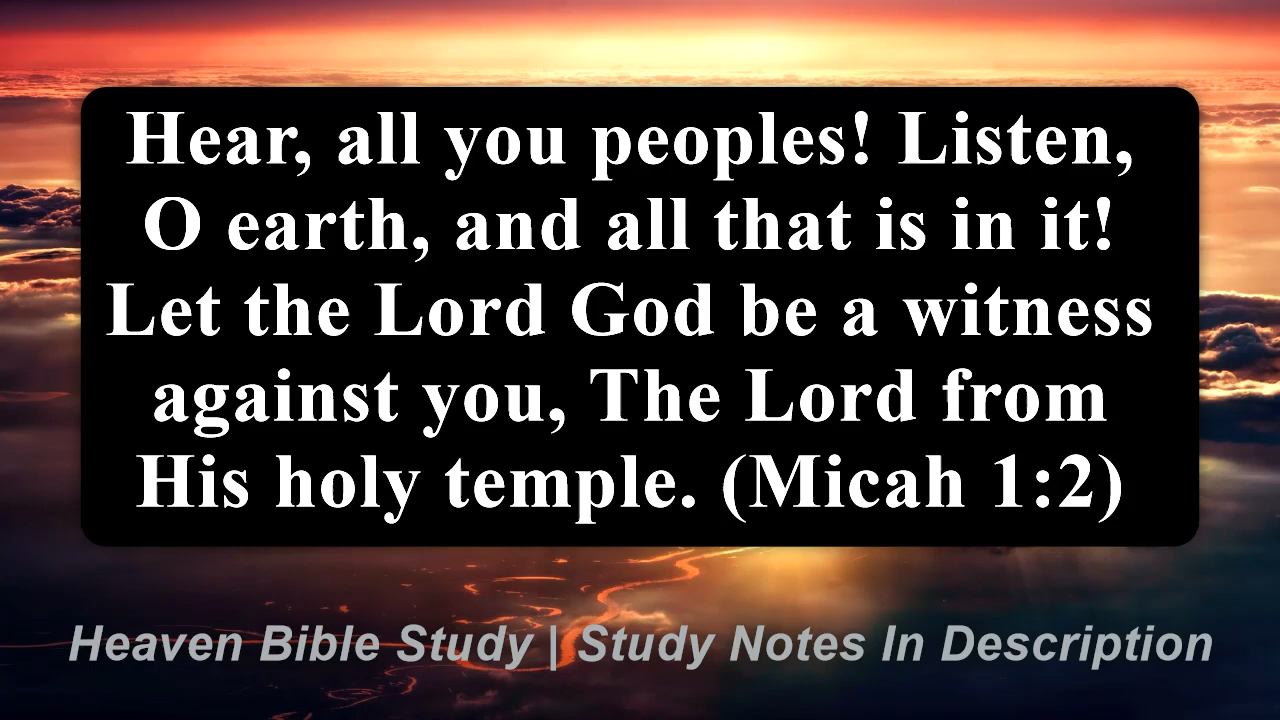 Hear, all you peoples! Listen,
O earth, and all that is in it!
Let the Lord God be a witness
against you, The Lord from
His holy temple. (Micah 1:2)
Heaven Bible Study | Study Notes In Description